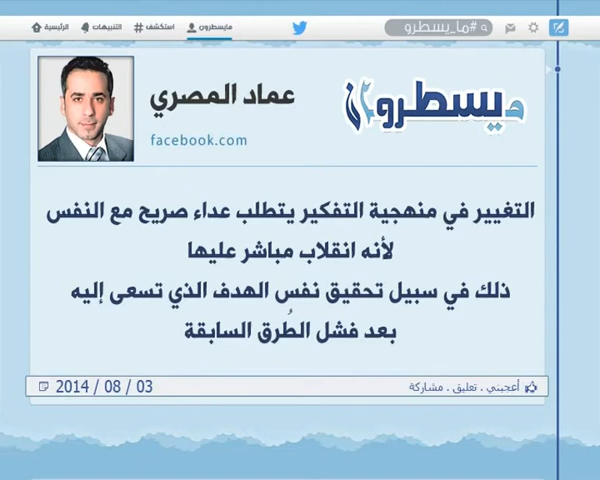 الرئيسية التنبيهات # استكشف مايسطرون #ما_يسطرو
ما يسطرون
عماد المصري
facebook.com
التغيير في منهجية التفكير يتطلب عداء صريح مع النفس
لأنه انقلاب مباشر عليها
ذلك في سبيل تحقيق نفس الهدف الذي تسعى إليه
بعد فشل الطُرق السابقة
أعجبني . تعليق . مشاركة
2014 / 08 / 03